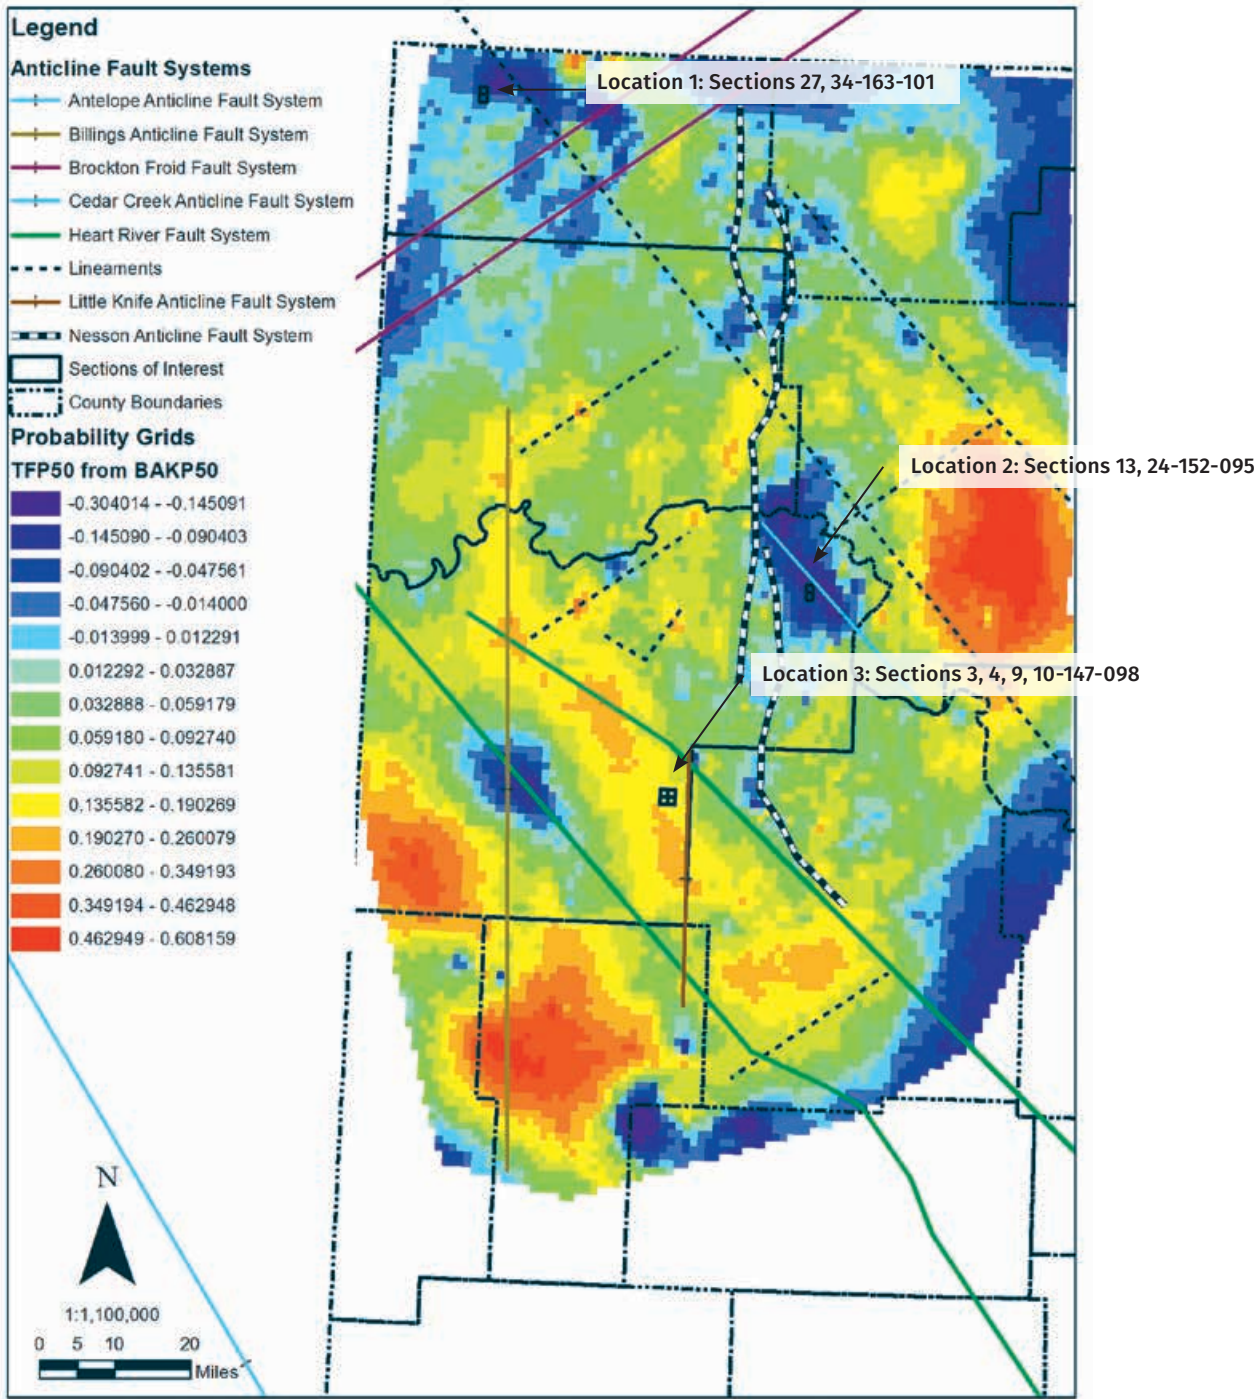 Legend
Anticline Fault Systems
Antelope Anticline Fault System
Billings Anticline Fault System
Brockton Froid Fault System
Cedar Creek Anticline Fault System
Heart River Fault System
Lineaments
Little Knife Anticline Fault System
Nesson Anticline Fault System
Sections of Interest
County Boundaries
Probability Grids
TFP50 from BAKP50
-0.304014 - -0.145091
-0.145090 - -0.090403
-0.090402 - -0.047561
-0.047560 - -0.014000
-0.013999 - 0.012291
0.012292 - 0.032887
0.032888 - 0.059179
0.059180 - 0.092740
0.092741 - 0.135581
0.135582 - 0.190269
0.190270 - 0.260079
0.260080 - 0.349193
0.349194 - 0.462948
0.462949 - 0.608159
Location 1: Sections 27, 34-163-101
Location 2: Sections 13, 24-152-095
Location 3: Sections 3, 4, 9, 10-147-098
N
1:1,100,000
0 5 10 20
Miles